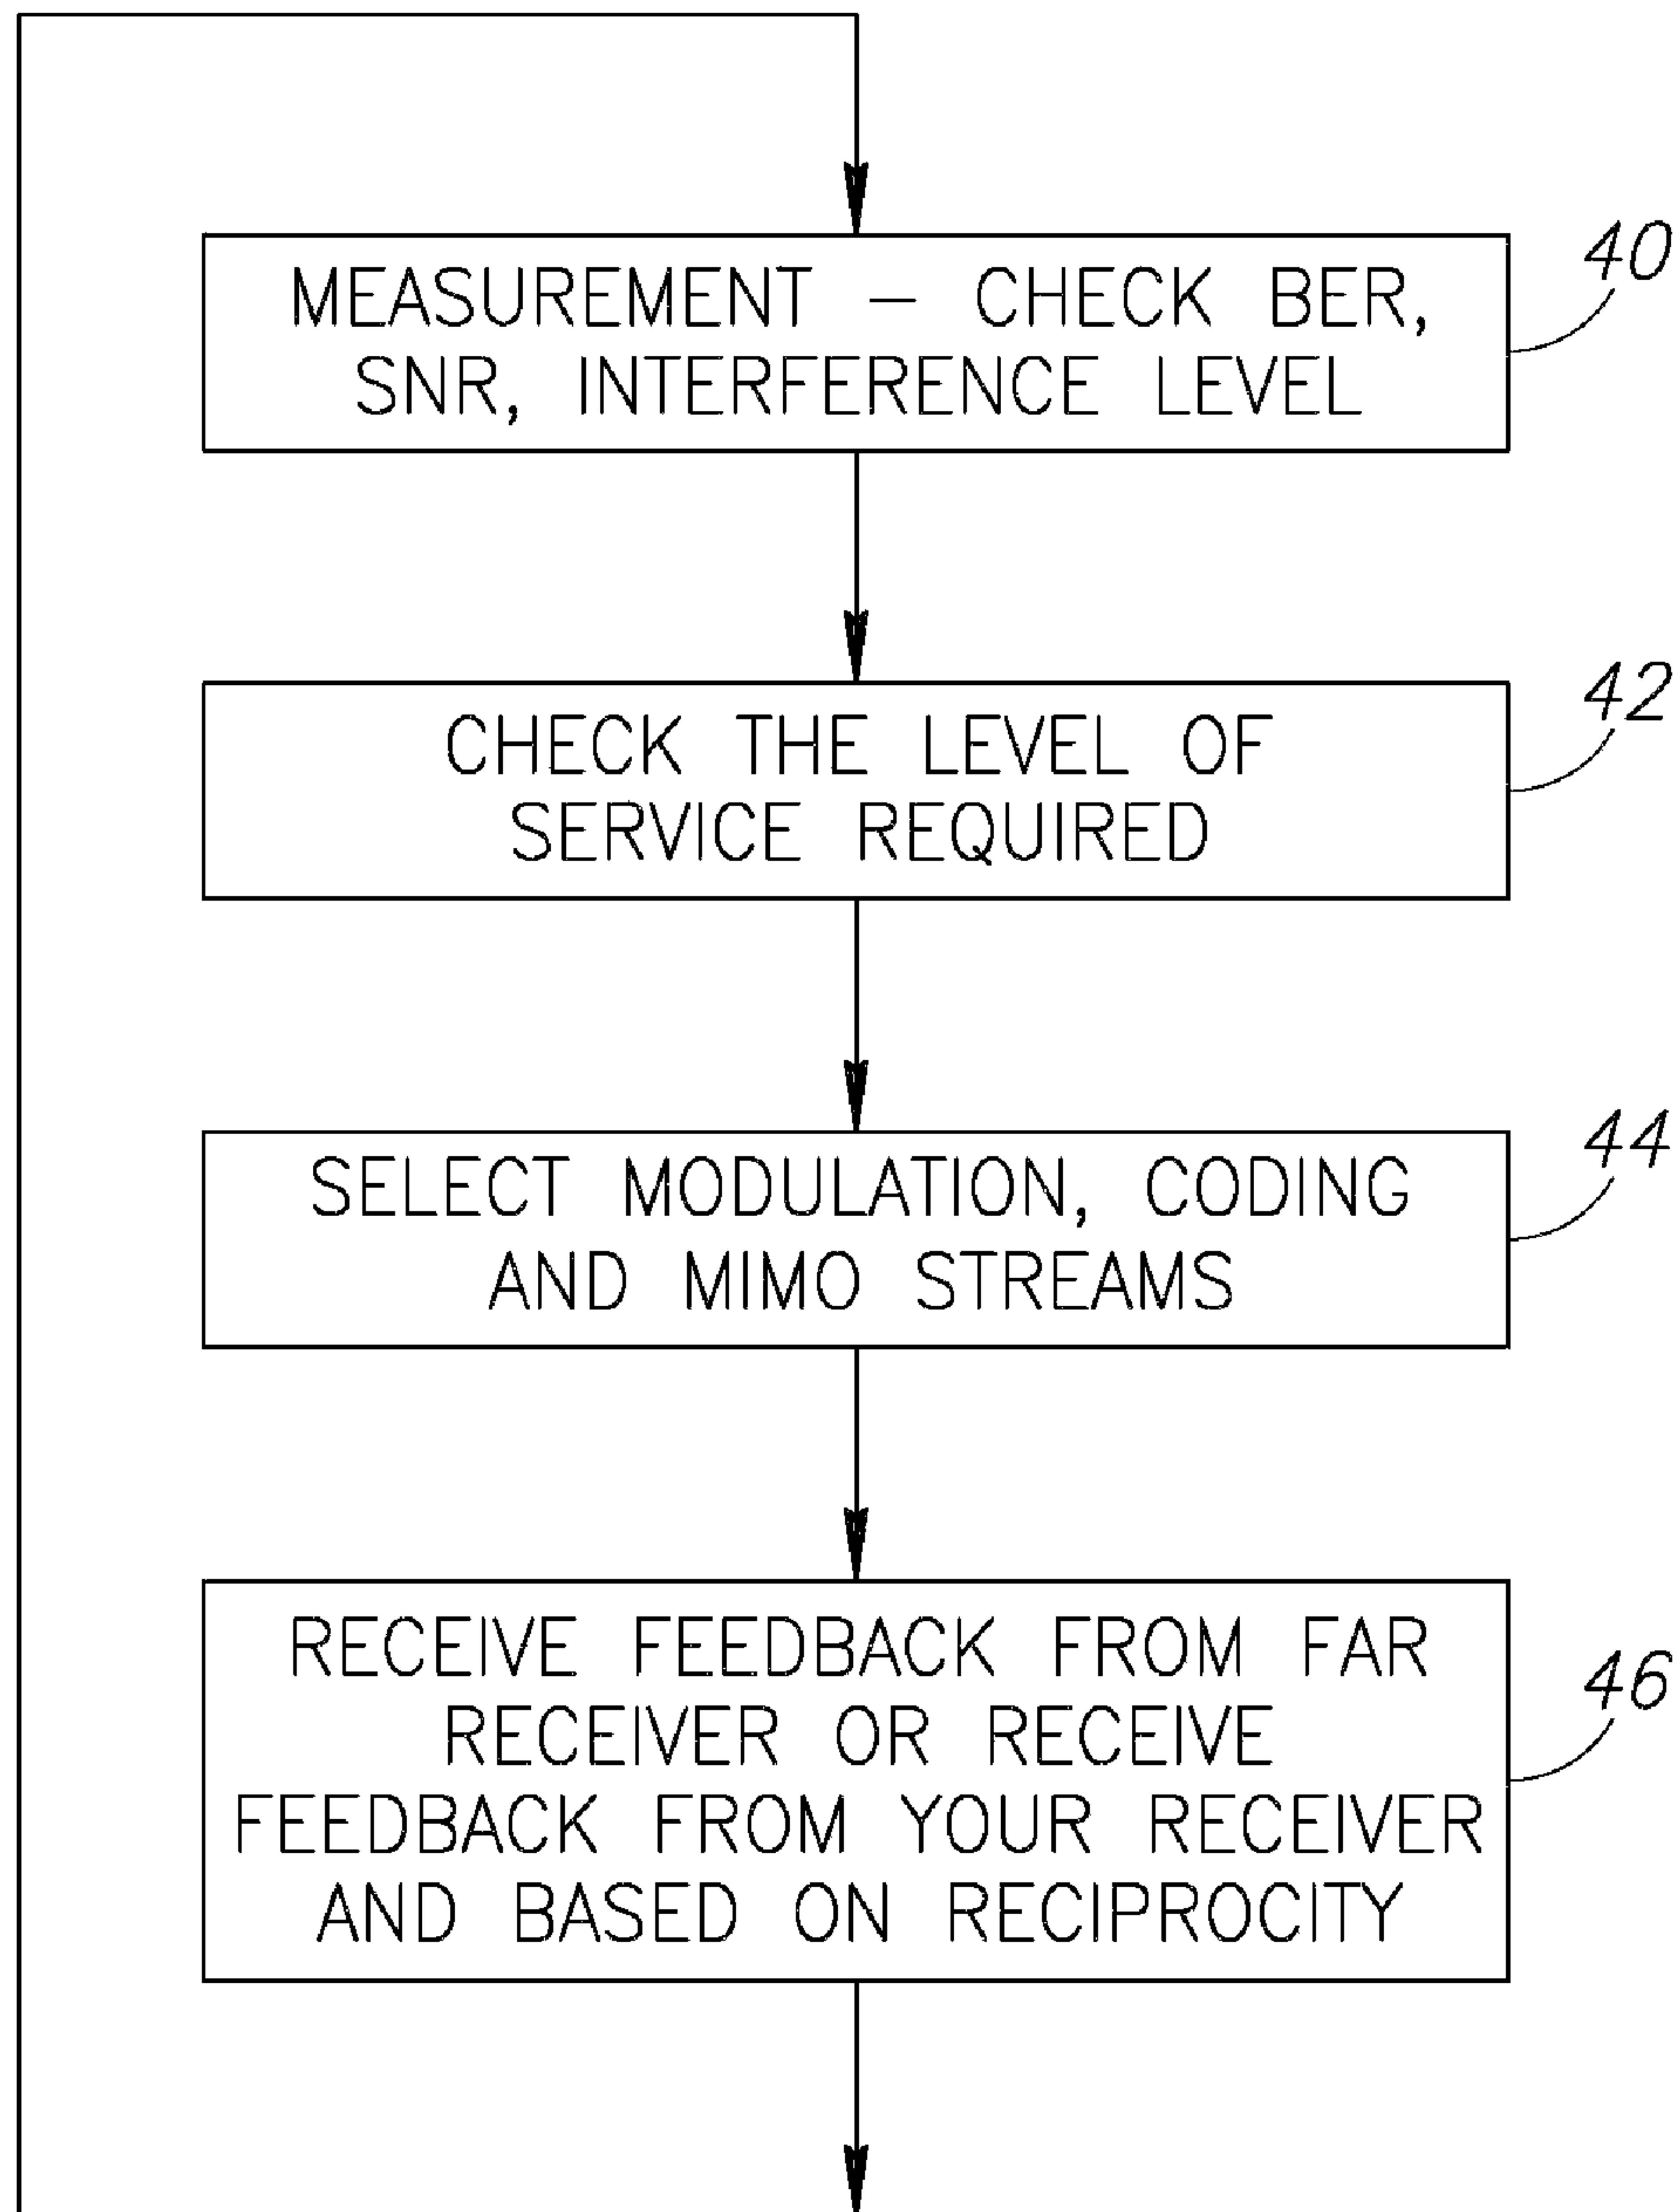 MEASUREMENT – CHECK BER,
SNR, INTERFERENCE LEVEL
40
CHECK THE LEVEL OF
SERVICE REQUIRED
42
SELECT MODULATION, CODING
AND MIMO STREAMS
44
RECEIVE FEEDBACK FROM FAR
RECEIVER OR RECEIVE
FEEDBACK FROM YOUR RECEIVER
AND BASED ON RECIPROCITY
46